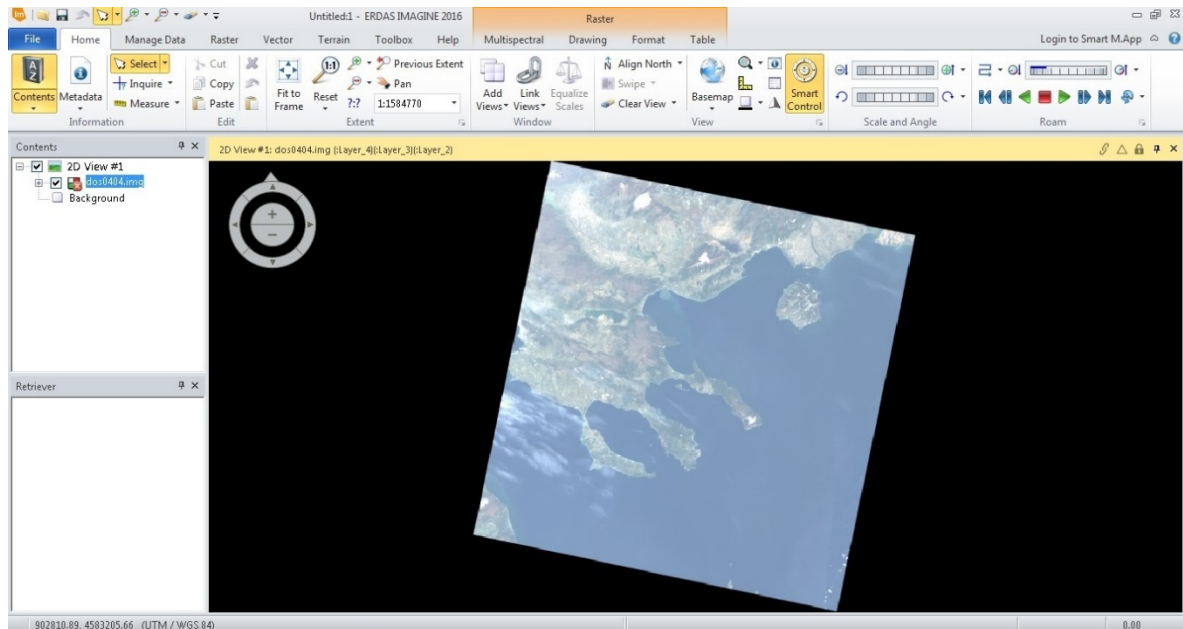 Untitled:1 - ERDAS IMAGINE 2016
Raster
File Home Manage Data Raster Vector Terrain Toolbox Help Multispectral Drawing Format Table Login to Smart M.App
Contents
Metadata
Select
Inquire
Measure
Information
Cut
Copy
Paste
Edit
Fit to Frame
1:1
Reset
?:?
Previous Extent
Pan
1:1584770
Extent
Add Views
Link Views
Equalize Scales
Window
Align North
Swipe
Clear View
Basemap
Smart Control
View
Scale and Angle
Roam
Contents
2D View #1
dos0404.img
Background
2D View #1: dos0404.img (:Layer_4)(:Layer_3)(:Layer_2)
Retriever
902810.89, 4583205.66 (UTM / WGS 84)
0.00